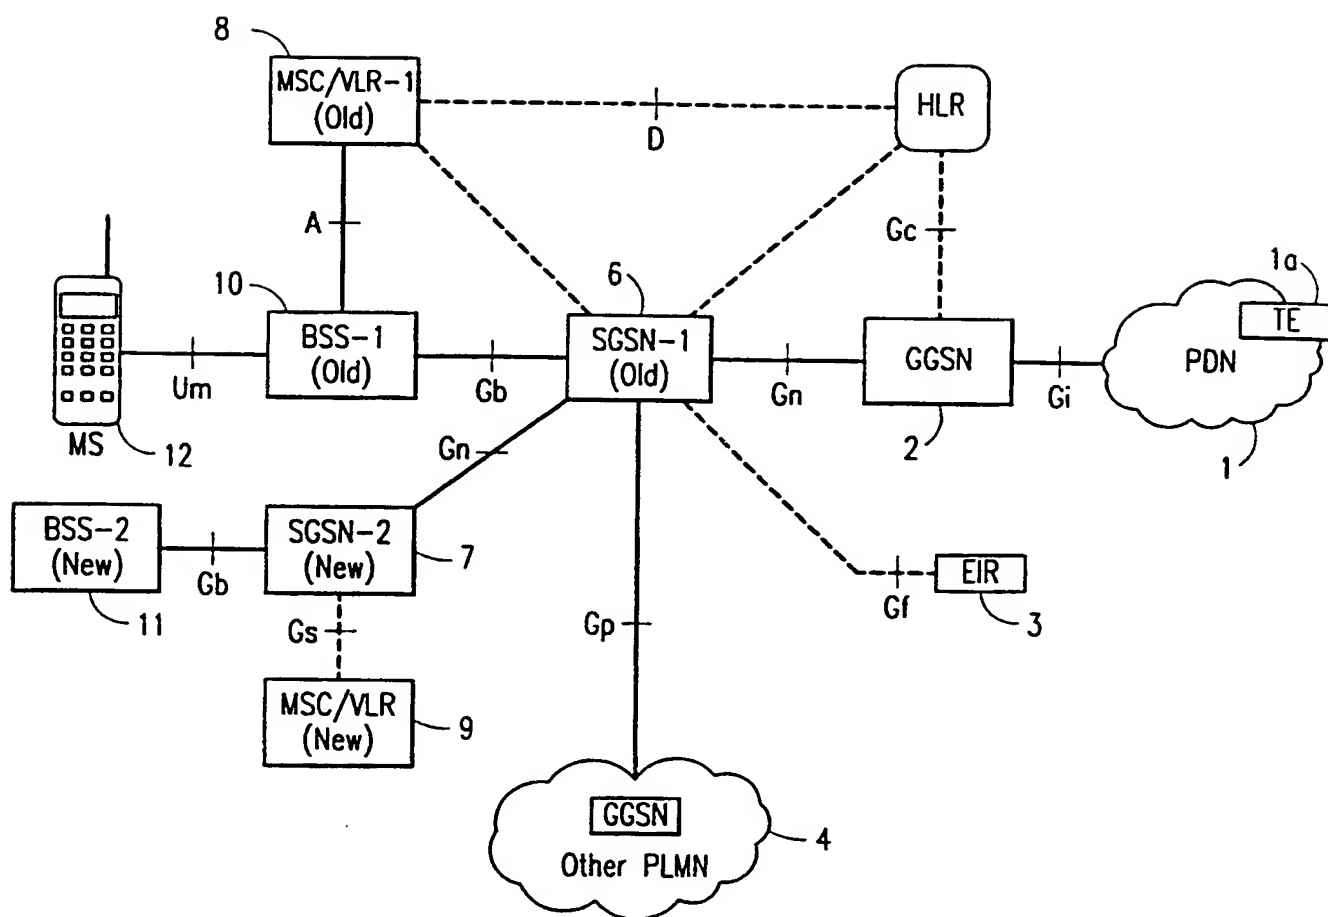 8
MSC/VLR-1
(Old)
HLR
D
A
Gc
1a
TE
10
6
BSS-1
(Old)
SGSN-1
(Old)
GGSN
PDN
Um
Gb
Gn
Gi
MS
12
2
1
Gn
BSS-2
(New)
SGSN-2
(New)
7
Gb
EIR
Gf
3
11
Gs
Gp
MSC/VLR
(New)
9
GGSN
Other PLMN
4